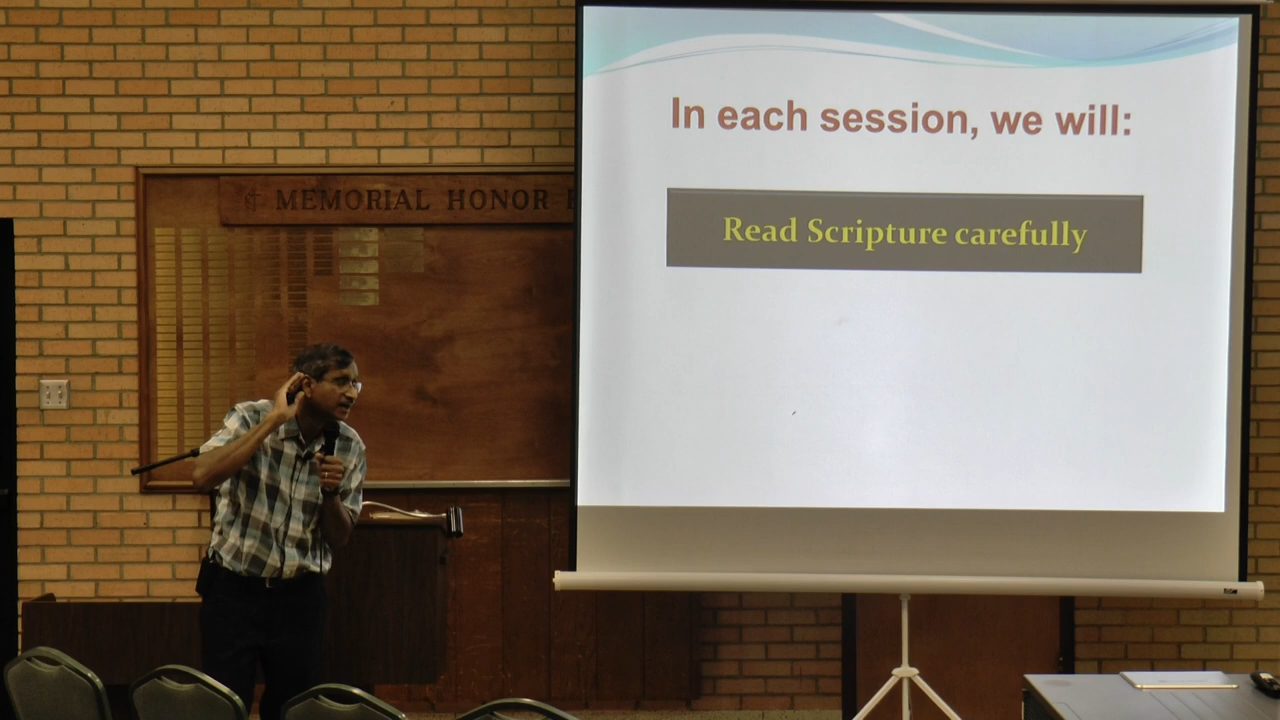 MEMORIAL HONOR
In each session, we will:
Read Scripture carefully